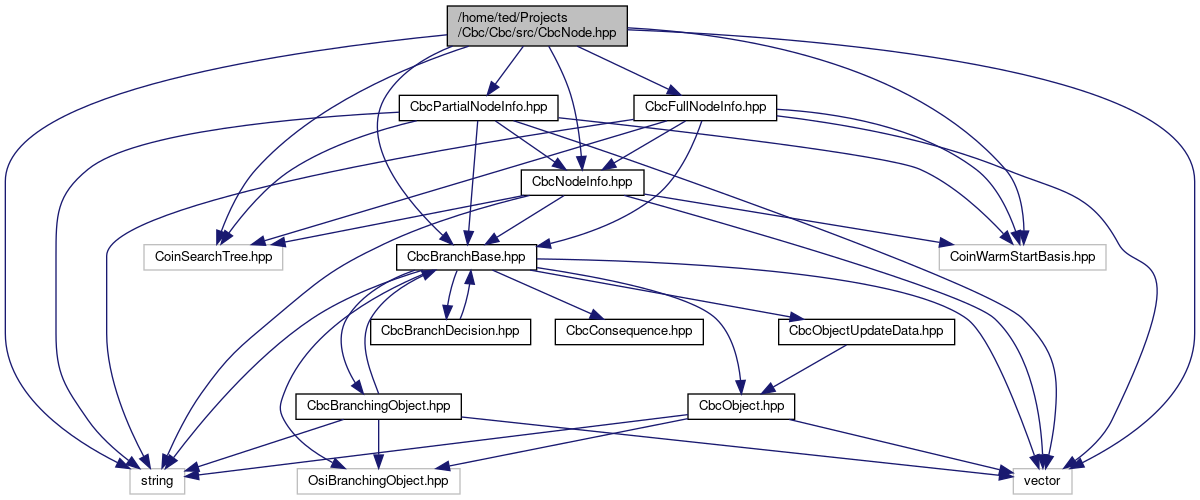 /home/ted/Projects
/Cbc/Cbc/src/CbcNode.hpp
CbcPartialNodeInfo.hpp
CbcFullNodeInfo.hpp
CbcNodeInfo.hpp
CoinSearchTree.hpp
CbcBranchBase.hpp
CoinWarmStartBasis.hpp
CbcBranchDecision.hpp
CbcConsequence.hpp
CbcObjectUpdateData.hpp
CbcBranchingObject.hpp
CbcObject.hpp
string
OsiBranchingObject.hpp
vector